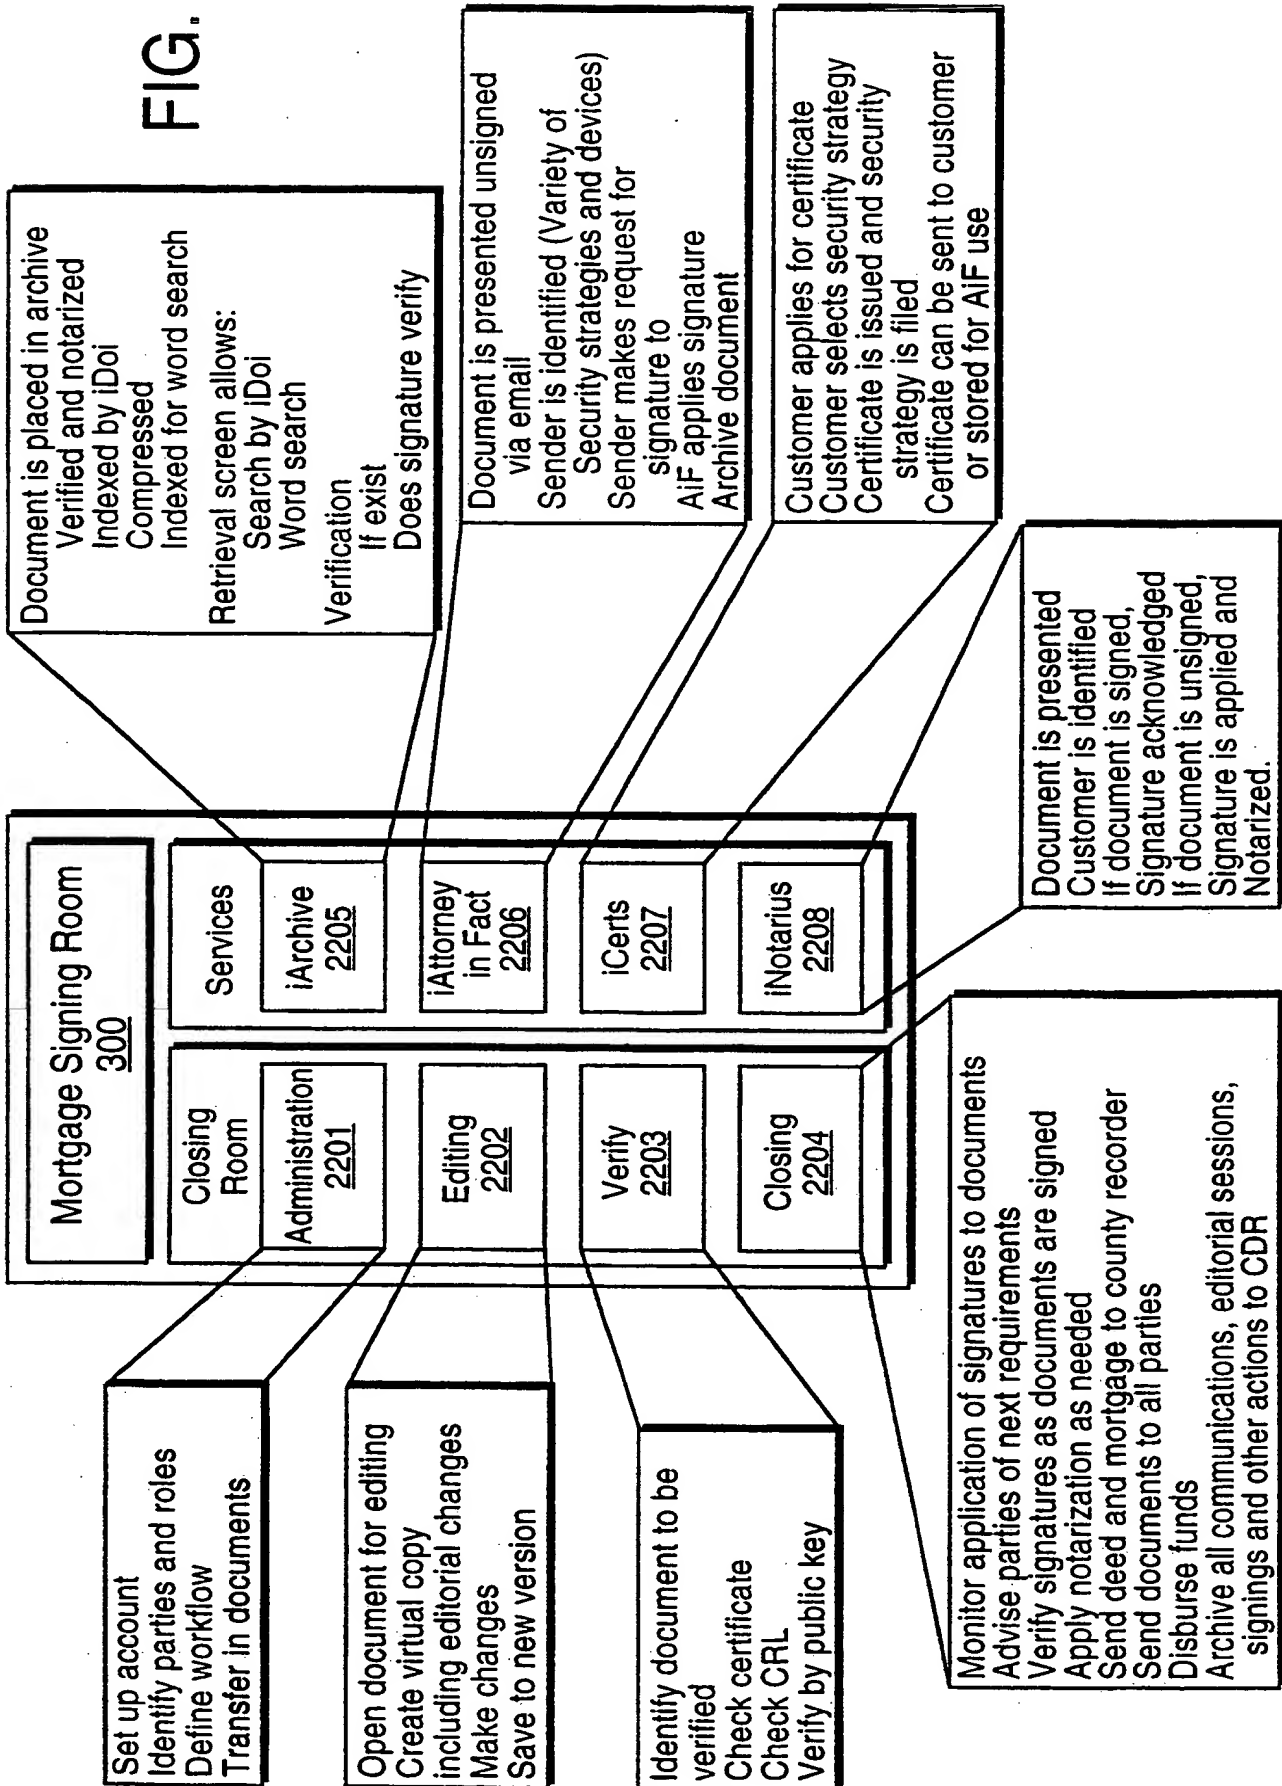 FIG.
Mortgage Signing Room
300
Closing
Room
Administration
2201
Editing
2202
Verify
2203
Closing
2204
Services
iArchive
2205
iAttorney
in Fact
2206
iCerts
2207
iNotarius
2208
Set up account
Identify parties and roles
Define workflow
Transfer in documents
Open document for editing
Create virtual copy
including editorial changes
Make changes
Save to new version
Identify document to be
verified
Check certificate
Check CRL
Verify by public key
Monitor application of signatures to documents
Advise parties of next requirements
Verify signatures as documents are signed
Apply notarization as needed
Send deed and mortgage to county recorder
Send documents to all parties
Disburse funds
Archive all communications, editorial sessions,
signings and other actions to CDR
Document is placed in archive
Verified and notarized
Indexed by iDoi
Compressed
Indexed for word search
Retrieval screen allows:
Search by iDoi
Word search
Verification
If exist
Does signature verify
Document is presented unsigned
via email
Sender is identified (Variety of
Security strategies and devices)
Sender makes request for
signature to
AiF applies signature
Archive document
Customer applies for certificate
Customer selects security strategy
Certificate is issued and security
strategy is filed
Certificate can be sent to customer
or stored for AiF use
Document is presented
Customer is identified
If document is signed,
Signature acknowledged
If document is unsigned,
Signature is applied and
Notarized.